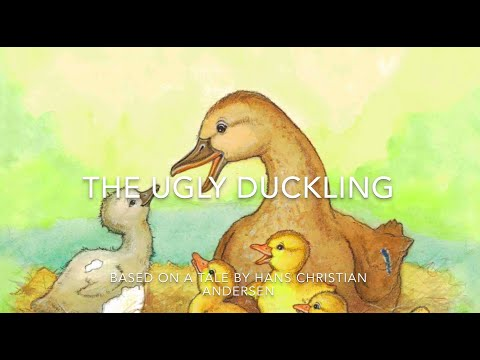 THE UGLY DUCKLING
BASED ON A TALE BY HANS CHRISTIAN
ANDERSEN